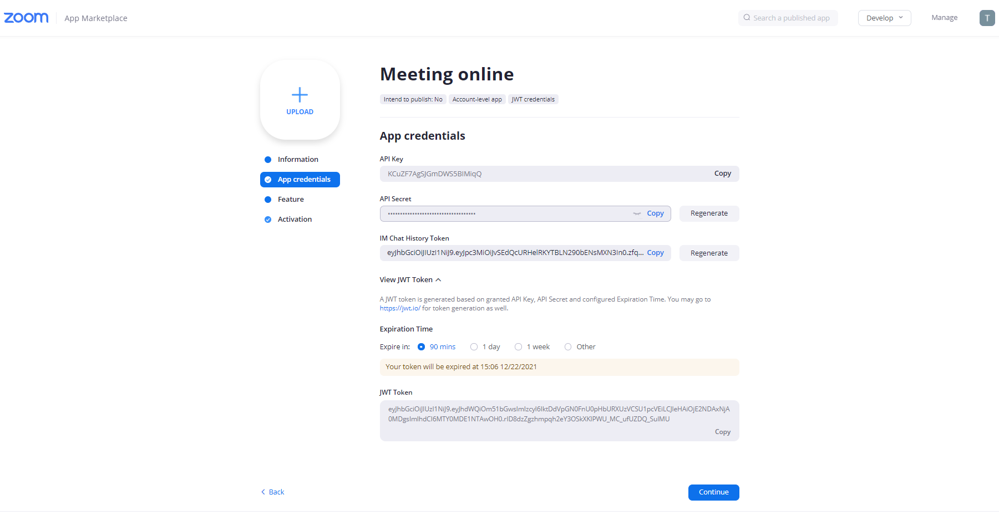 zoom
App Marketplace
Search a published app
Develop
Manage
T
UPLOAD
Meeting online
Intend to publish: No
Account-level app
JWT credentials
Information
App credentials
Feature
Activation
App credentials
API Key
KCuZF7AgSJGmDWS5BIMiqQ
Copy
API Secret
Copy
Regenerate
IM Chat History Token
eyJhbGciOiJIUzI1NiJ9.eyJpc3MiOiJvSEdQcURHelRKYTBLN290bENsMXN3In0.zfq...
Copy
Regenerate
View JWT Token
A JWT token is generated based on granted API Key, API Secret and configured Expiration Time. You may go to
https://jwt.io/ for token generation as well.
Expiration Time
Expire in:
90 mins
1 day
1 week
Other
Your token will be expired at 15:06 12/22/2021
JWT Token
eyJhbGciOiJIUzI1NiJ9.eyJhdWQiOm51bGwsImlzcyI6IktDdVpGN0FnU0pHbURXUzVCSU1pcVEiLCJleHAiOjE2NDAxNjA
0MDgsImlhdCI6MTY0MDE1NTAwOH0.rID8dzZgzhmpqh2eY3OSkXKlPWU_MC_ufUZDQ_SuIMU
Copy
Back
Continue